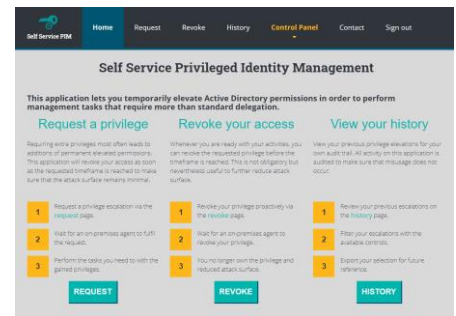 Self Service PIM
Home Request Revoke History Control Panel Contact Sign out
Self Service Privileged Identity Management
This application lets you temporarily elevate Active Directory permissions in order to perform
management tasks that require more than standard delegation.
Request a privilege
Requiring extra privileges most often leads to
additions of permanent elevated permissions.
This application will revoke your access as soon
as the requested timeframe is reached to make
sure that the attack surface remains minimal.
1 Request a privilege escalation via the
request page.
2 Wait for an on-premises agent to fulfil
the request.
3 Perform the tasks you need to with the
gained privileges.
REQUEST
Revoke your access
Whenever you are ready with your activities, you
can revoke the requested privilege before the
timeframe is reached. This is not obligatory but
nevertheless useful to further reduce attack
surface.
1 Revoke your privilege proactively via
the revoke page.
2 Wait for an on-premises agent to
revoke your privilege.
3 You no longer own the privilege and
reduced attack surface.
REVOKE
View your history
View your previous privilege elevations for your
own audit trail. All activity on this application is
audited to make sure that misusage does not
occur.
1 Review your previous escalations on
the history page.
2 Filter your escalations with the
available controls.
3 Export your selection for future
reference.
HISTORY